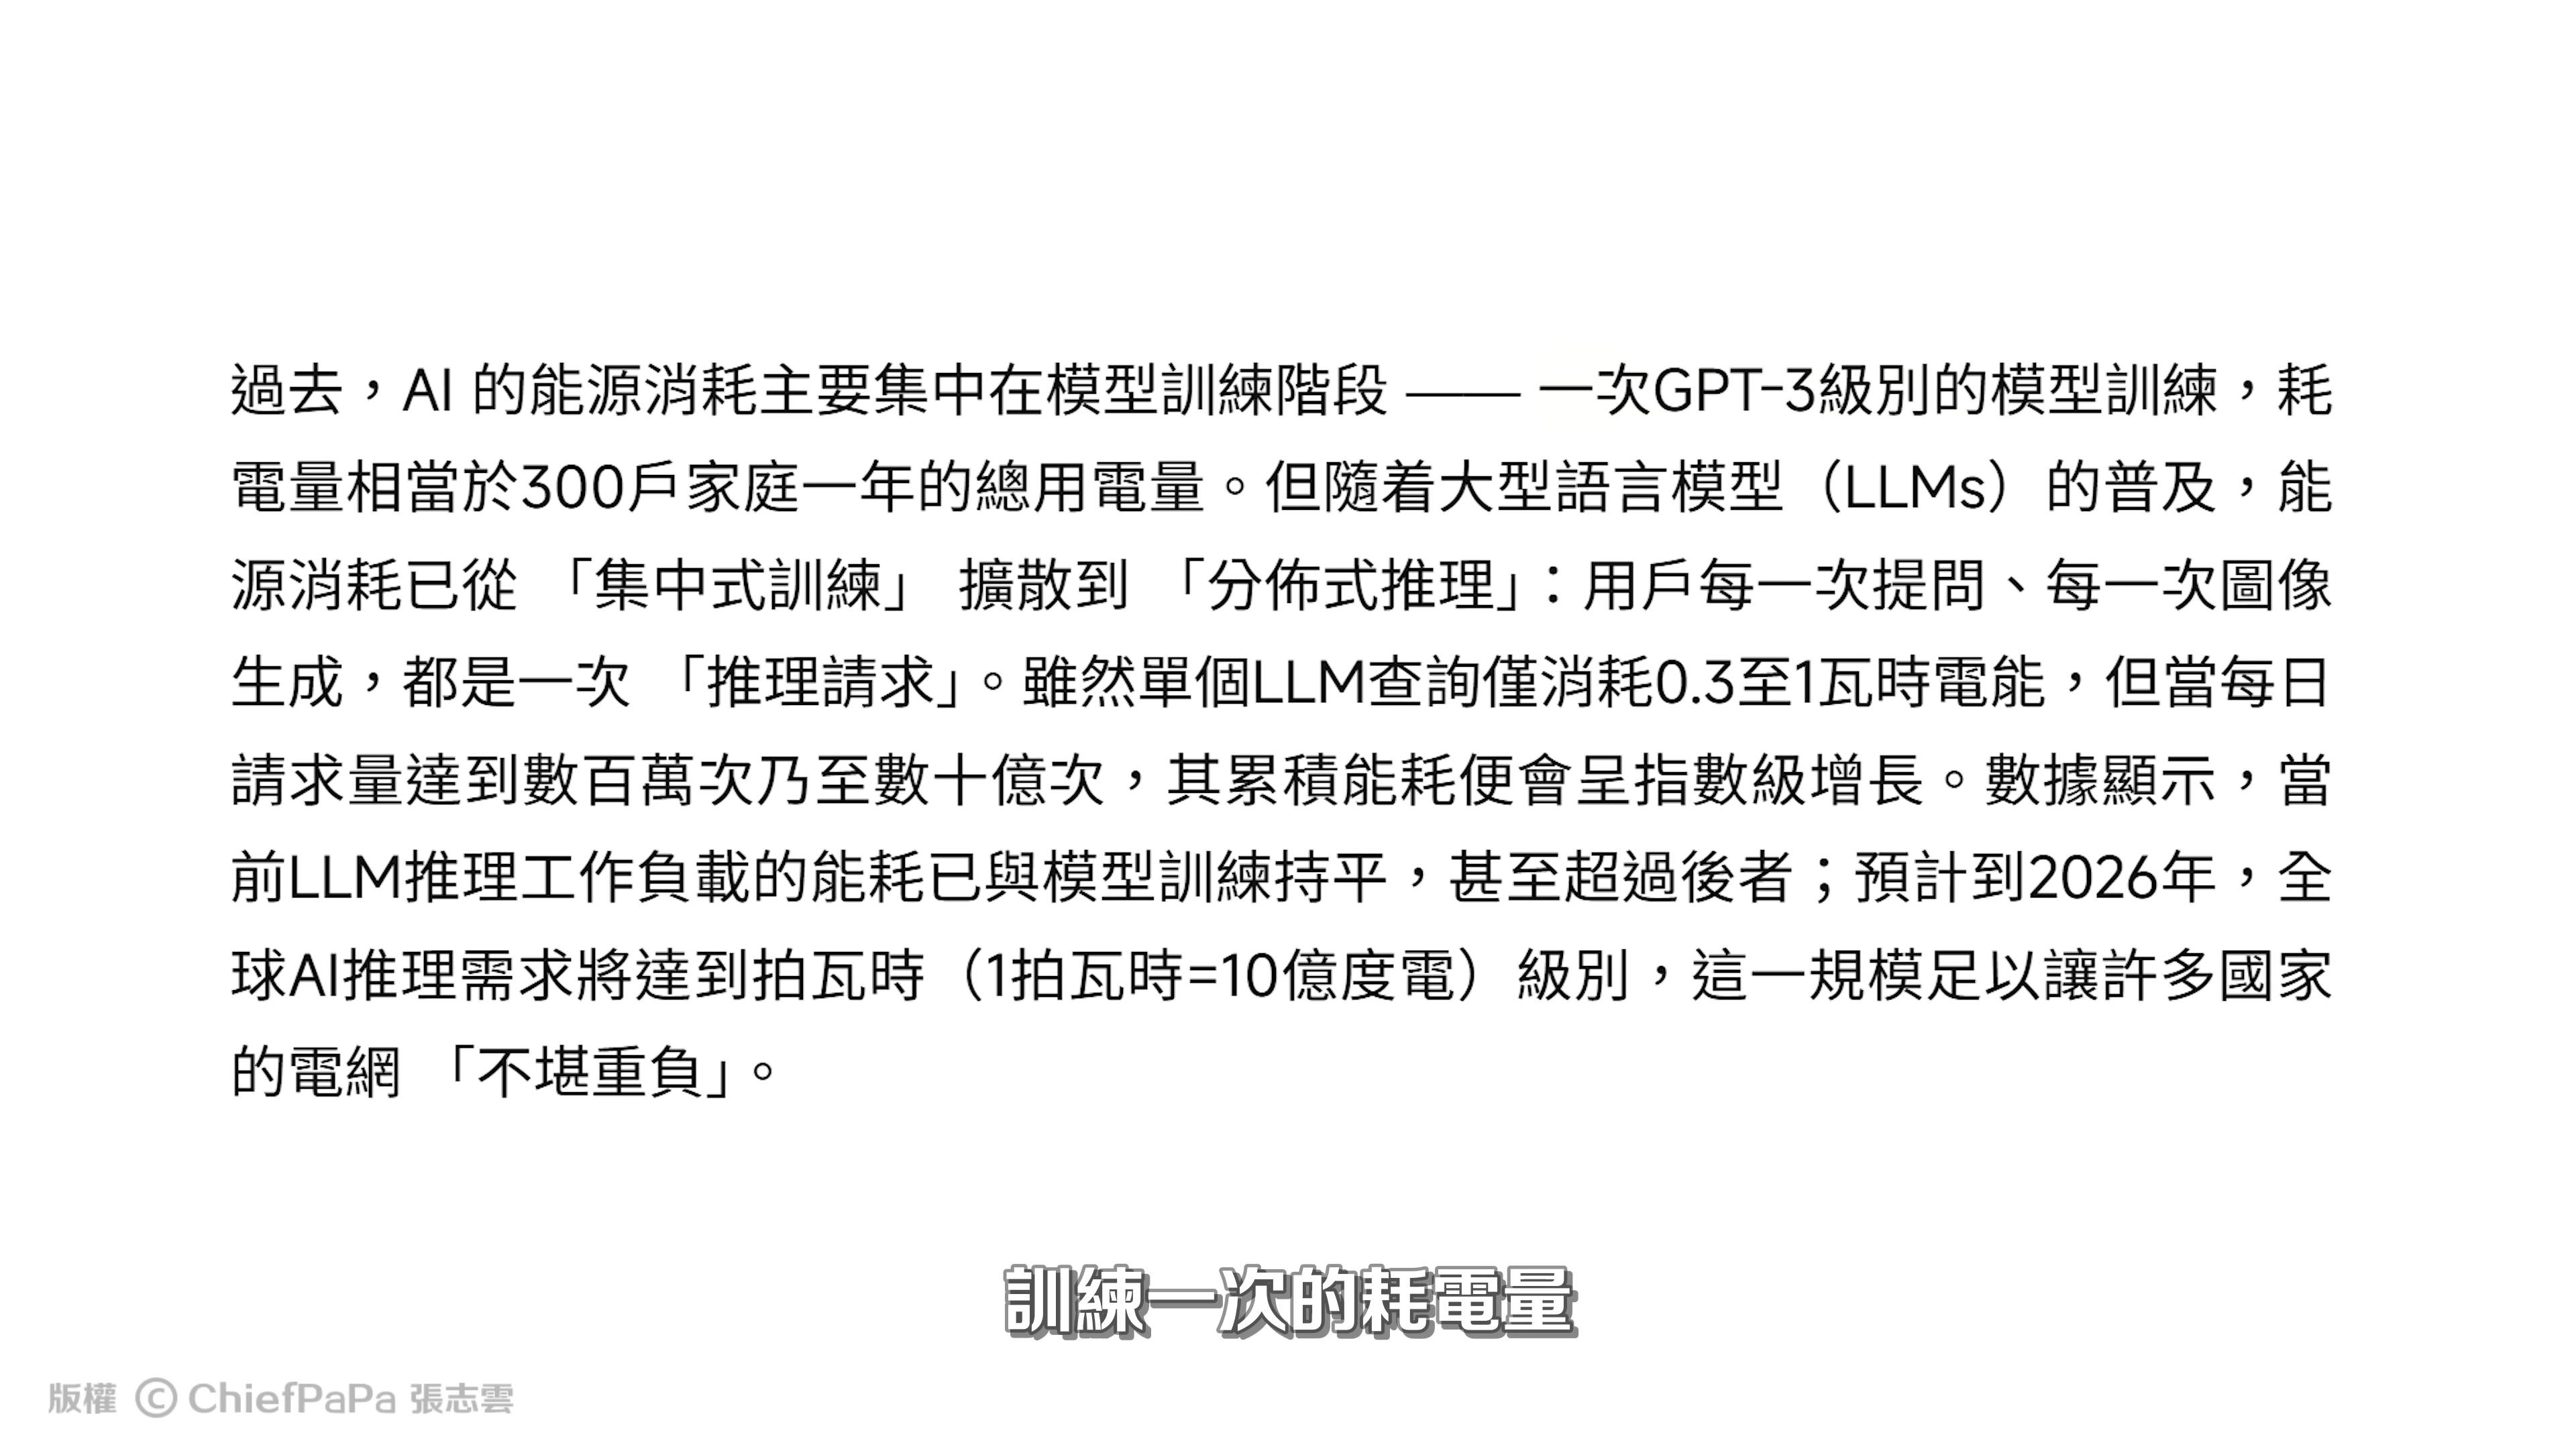 過去，AI 的能源消耗主要集中在模型訓練階段 —— 一次GPT-3級別的模型訓練，耗
電量相當於300戶家庭一年的總用電量。但隨着大型語言模型（LLMs）的普及，能
源消耗已從 「集中式訓練」 擴散到 「分佈式推理」：用戶每一次提問、每一次圖像
生成，都是一次 「推理請求」。雖然單個LLM查詢僅消耗0.3至1瓦時電能，但當每日
請求量達到數百萬次乃至數十億次，其累積能耗便會呈指數級增長。數據顯示，當
前LLM推理工作負載的能耗已與模型訓練持平，甚至超過後者；預計到2026年，全
球AI推理需求將達到拍瓦時（1拍瓦時=10億度電）級別，這一規模足以讓許多國家
的電網 「不堪重負」。
訓練一次的耗電量
版權 © ChiefPaPa 張志雲